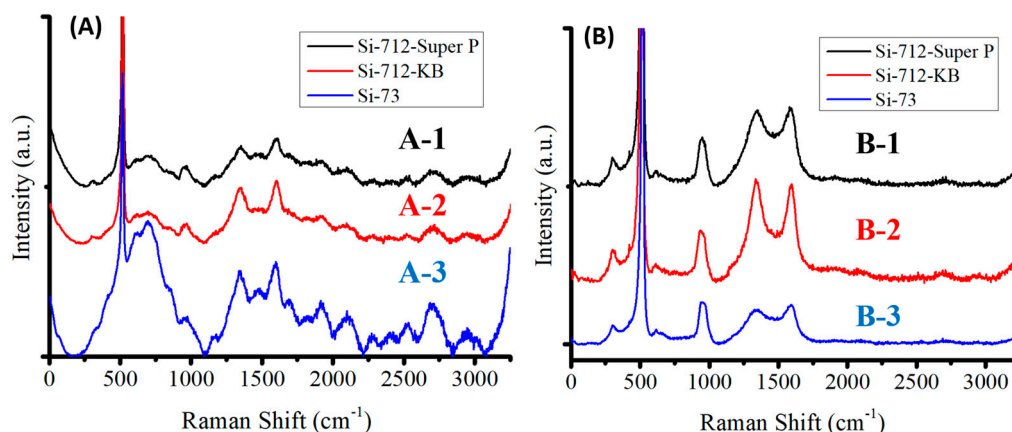 (A)
Si-712-Super P
Si-712-KB
Si-73
A-1
A-2
A-3
Intensity (a.u.)
0 500 1000 1500 2000 2500 3000
Raman Shift (cm⁻¹)
(B)
Si-712-Super P
Si-712-KB
Si-73
B-1
B-2
B-3
Intensity (a.u.)
0 500 1000 1500 2000 2500 3000
Raman Shift (cm⁻¹)